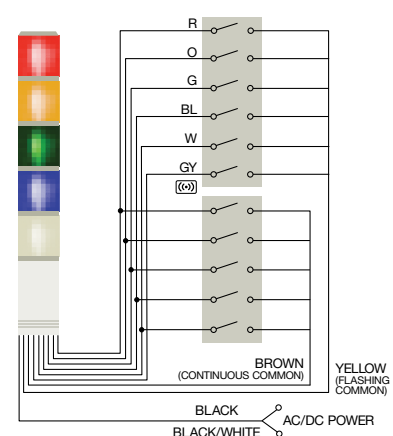 R
O
G
BL
W
GY
BROWN
(CONTINUOUS COMMON)
YELLOW
(FLASHING
COMMON)
BLACK
AC/DC POWER
BLACK/WHITE